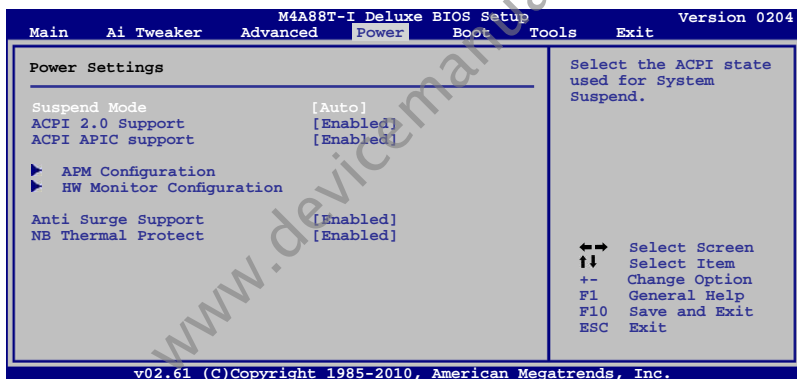 M4A88T-I Deluxe BIOS Setup Version 0204
Main Ai Tweaker Advanced Power Boot Tools Exit
Power Settings
Suspend Mode [Auto]
ACPI 2.0 Support [Enabled]
ACPI APIC support [Enabled]
APM Configuration
HW Monitor Configuration
Anti Surge Support [Enabled]
NB Thermal Protect [Enabled]
Select the ACPI state
used for System
Suspend.
←→ Select Screen
↑↓ Select Item
+- Change Option
F1 General Help
F10 Save and Exit
ESC Exit
v02.61 (C)Copyright 1985-2010, American Megatrends, Inc.
www.devicemanu